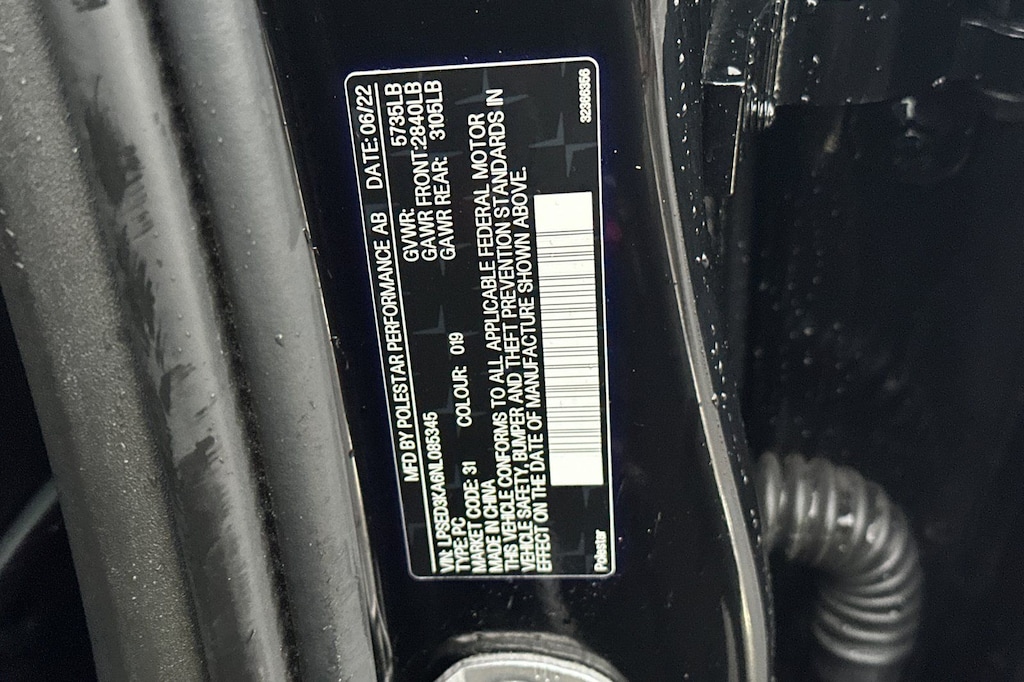 MFD BY POLESTAR PERFORMANCE AB DATE: 06/22
GVWR: 5735LB
GAWR FRONT: 2840LB
GAWR REAR: 3105LB
VIN: LPSED3KA6NL085345
TYPE: PC
MARKET CODE: 31 COLOUR: 019
MADE IN CHINA
THIS VEHICLE CONFORMS TO ALL APPLICABLE FEDERAL MOTOR
VEHICLE SAFETY, BUMPER AND THEFT PREVENTION STANDARDS IN
EFFECT ON THE DATE OF MANUFACTURE SHOWN ABOVE.
Polestar
32366356